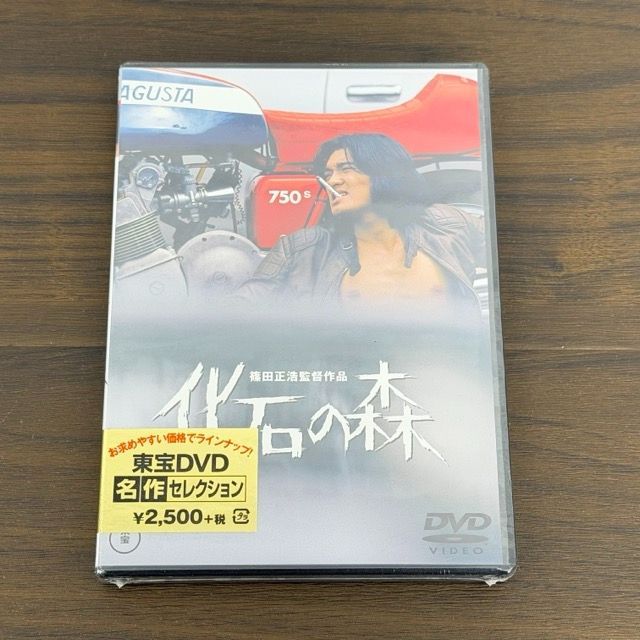 AGUSTA
750s
篠田正浩監督作品
化石の森
お求めやすい価格でラインナップ!
東宝DVD
名作セレクション
¥2,500+税
東宝
DVD
VIDEO